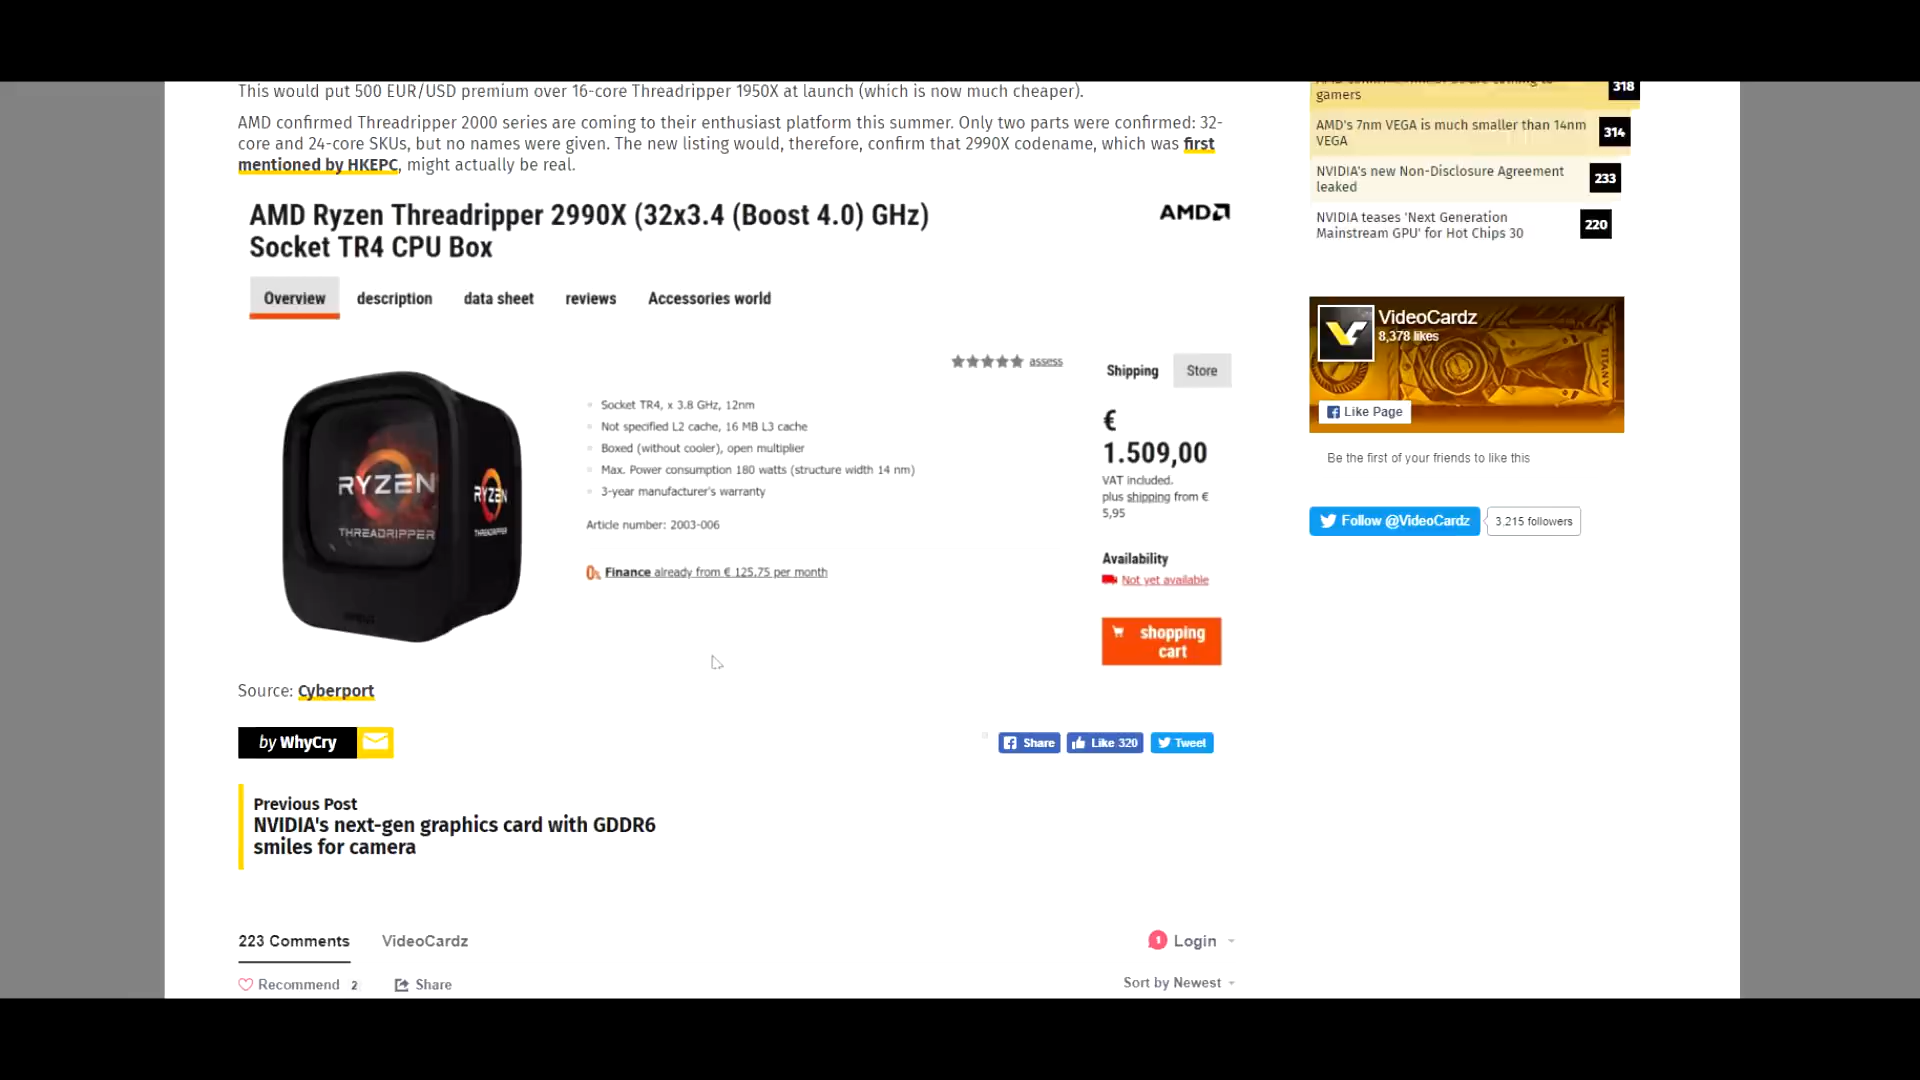 This would put 500 EUR/USD premium over 16-core Threadripper 1950X at launch (which is now much cheaper).
AMD confirmed Threadripper 2000 series are coming to their enthusiast platform this summer. Only two parts were confirmed: 32-
core and 24-core SKUs, but no names were given. The new listing would, therefore, confirm that 2990X codename, which was first
mentioned by HKEPC, might actually be real.
AMD Ryzen Threadripper 2990X (32x3.4 (Boost 4.0) GHz)
Socket TR4 CPU Box
AMD
Overview description data sheet reviews Accessories world
assess
Shipping Store
Socket TR4, x 3.8 GHz, 12nm
Not specified L2 cache, 16 MB L3 cache
Boxed (without cooler), open multiplier
Max. Power consumption 180 watts (structure width 14 nm)
3-year manufacturer's warranty
Article number: 2003-006
0% Finance already from € 125,75 per month
RYZEN
THREADRIPPER
RYZEN
THREADRIPPER
€
1.509,00
VAT included.
plus shipping from €
5,95
Availability
Not yet available
shopping
cart
Source: Cyberport
by WhyCry
Share Like 320 Tweet
Previous Post
NVIDIA's next-gen graphics card with GDDR6
smiles for camera
223 Comments VideoCardz
1 Login
Recommend 2 Share
Sort by Newest
gamers
318
AMD's 7nm VEGA is much smaller than 14nm
VEGA
314
NVIDIA's new Non-Disclosure Agreement
leaked
233
NVIDIA teases 'Next Generation
Mainstream GPU' for Hot Chips 30
220
VideoCardz
8,378 likes
TITAN V
Like Page
Be the first of your friends to like this
Follow @VideoCardz 3,215 followers